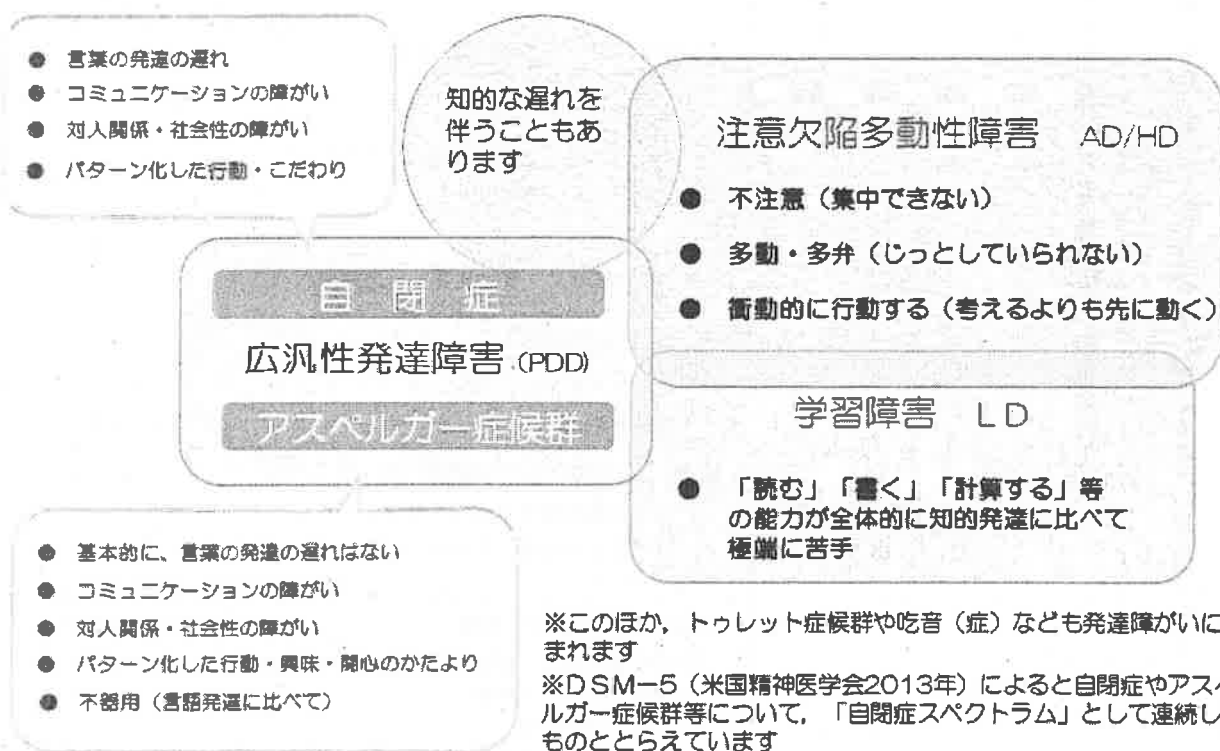 ● 言葉の発達の遅れ
● コミュニケーションの障がい
● 対人関係・社会性の障がい
● パターン化した行動・こだわり
知的な遅れを
伴うこともあ
ります
注意欠陥多動性障害 AD/HD
● 不注意（集中できない）
● 多動・多弁（じっとしていられない）
● 衝動的に行動する（考えるよりも先に動く）
自閉症
広汎性発達障害（PDD）
アスペルガー症候群
学習障害 LD
● 「読む」「書く」「計算する」等
の能力が全体的に知的発達に比べて
極端に苦手
● 基本的に、言葉の発達の遅れはない
● コミュニケーションの障がい
● 対人関係・社会性の障がい
● パターン化した行動・興味・関心のかたより
● 不器用（言語発達に比べて）
※このほか，トゥレット症候群や吃音（症）なども発達障がいに
まれます
※DSM－5（米国精神医学会2013年）によると自閉症やアスペ
ルガー症候群等について，「自閉症スペクトラム」として連続し
ものととらえています